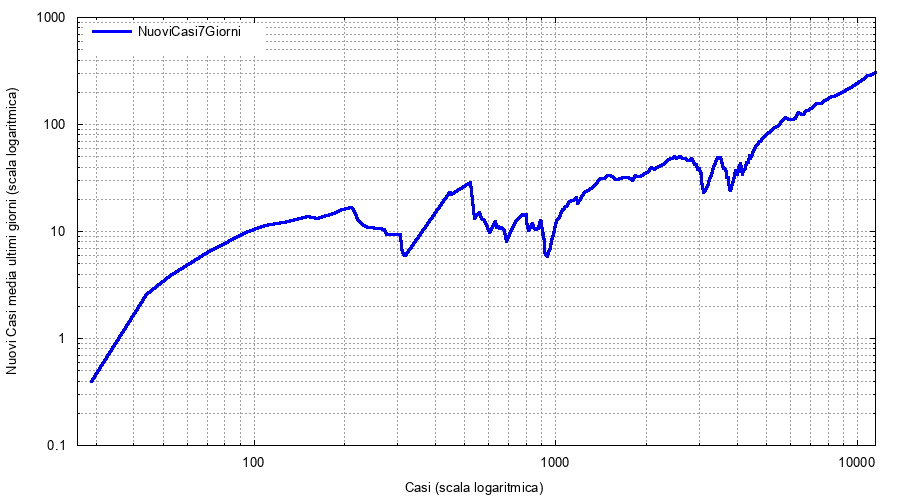 1000
NuoviCasi7Giorni
100
10
1
0.1
Nuovi Casi media ultimi giorni (scala logaritmica)
100
1000
10000
Casi (scala logaritmica)